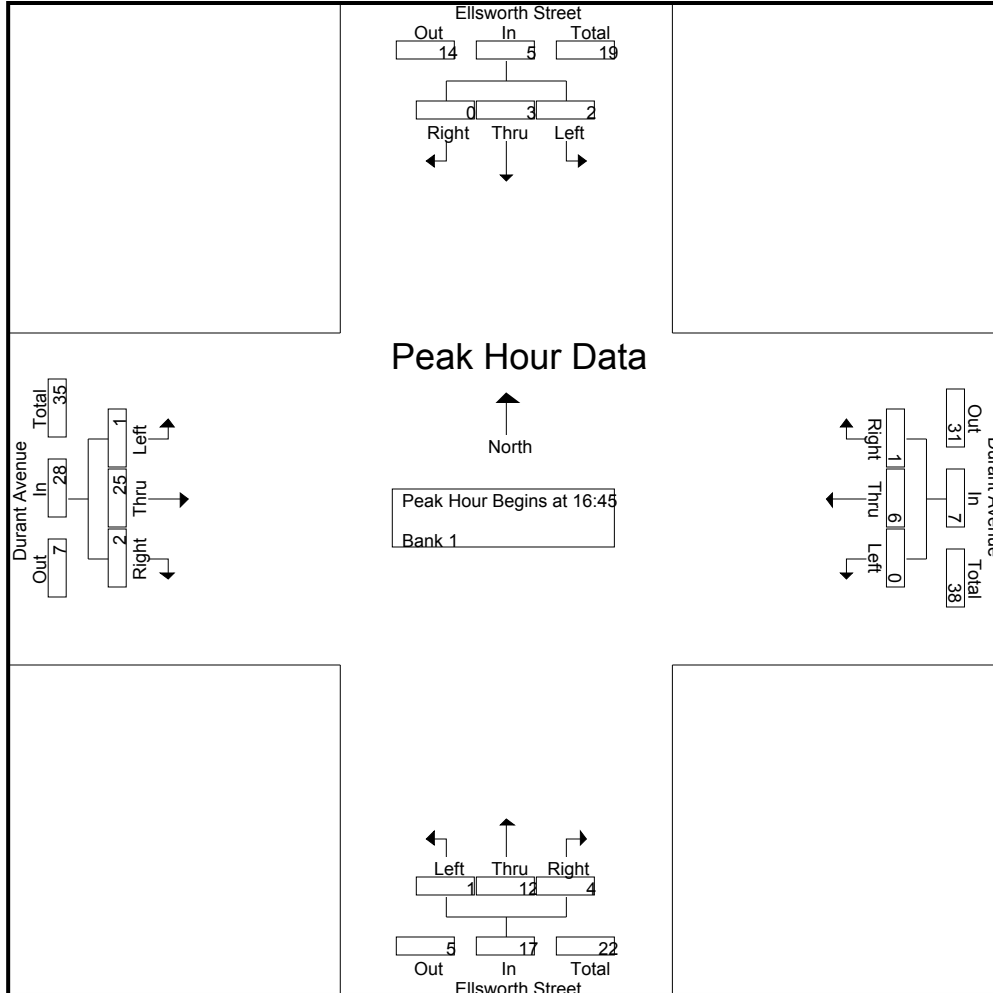 Ellsworth Street
Out In Total
14 5 19
0 3 2
Right Thru Left
Peak Hour Data
North
Peak Hour Begins at 16:45
Bank 1
Durant Avenue
Total In Out
35 28 7
1 25 2
Left Thru Right
Durant Avenue
Out In Total
31 7 38
1 6 0
Right Thru Left
Left Thru Right
1 12 4
5 17 22
Out In Total
Ellsworth Street